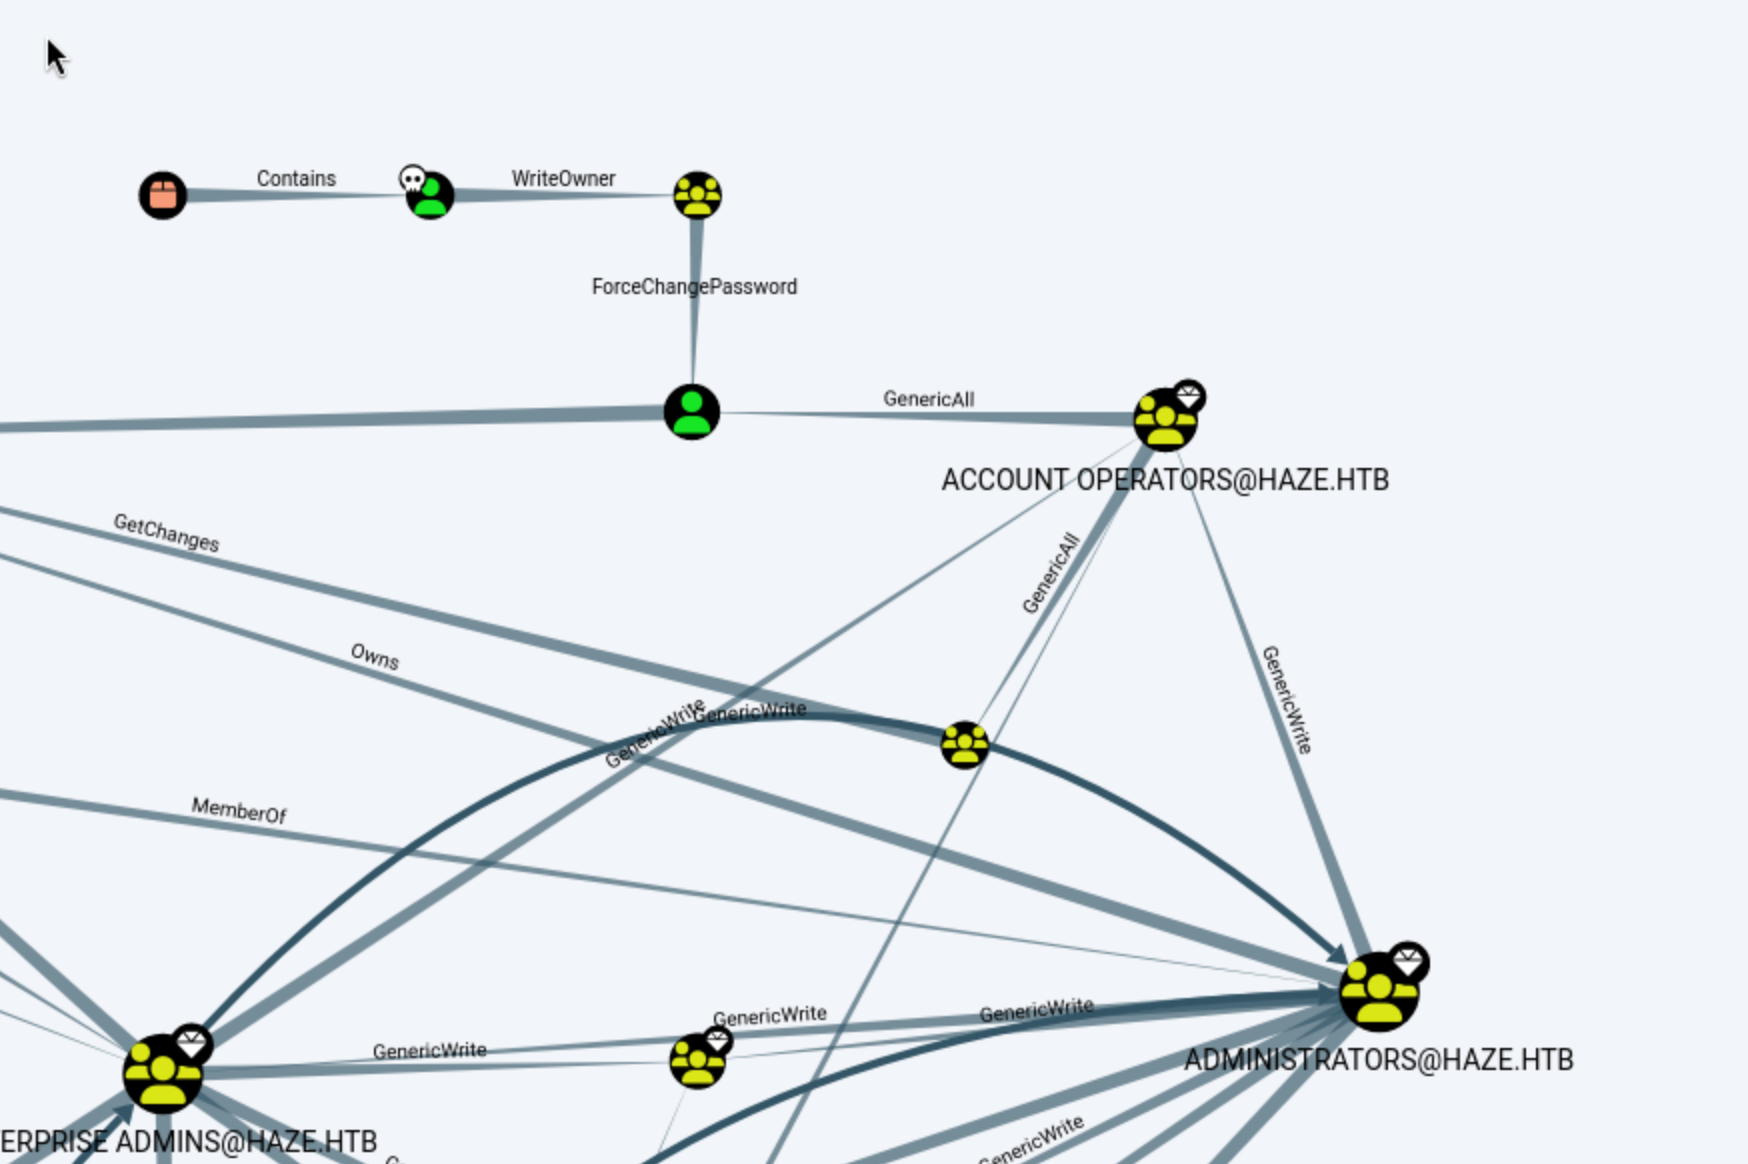 Contains
WriteOwner
ForceChangePassword
GenericAll
ACCOUNT OPERATORS@HAZE.HTB
GetChanges
GenericAll
Owns
GenericWrite
GenericWrite
GenericWrite
MemberOf
GenericWrite
GenericWrite
GenericWrite
ADMINISTRATORS@HAZE.HTB
GenericWrite
ERPRISE ADMINS@HAZE.HTB